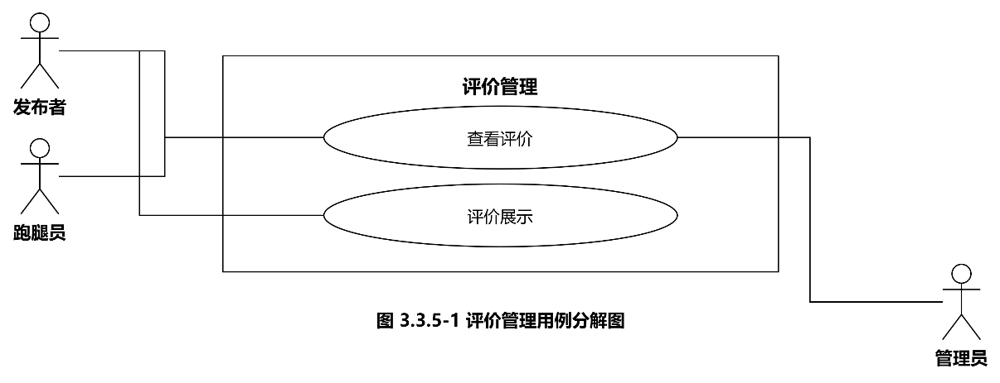 发布者
评价管理
查看评价
跑腿员
评价展示
图 3.3.5-1 评价管理用例分解图
管理员